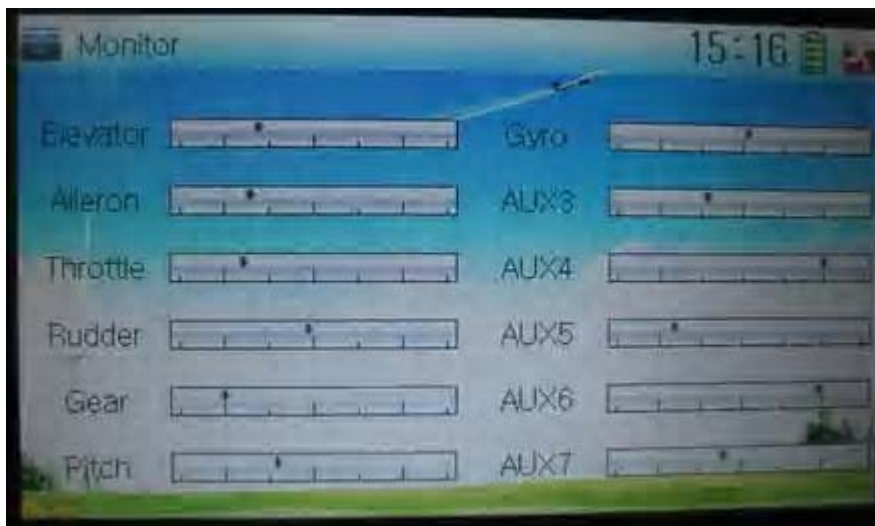 Monitor 15:16
Elevator Gyro
Aileron AUX3
Throttle AUX4
Rudder AUX5
Gear AUX6
Pitch AUX7